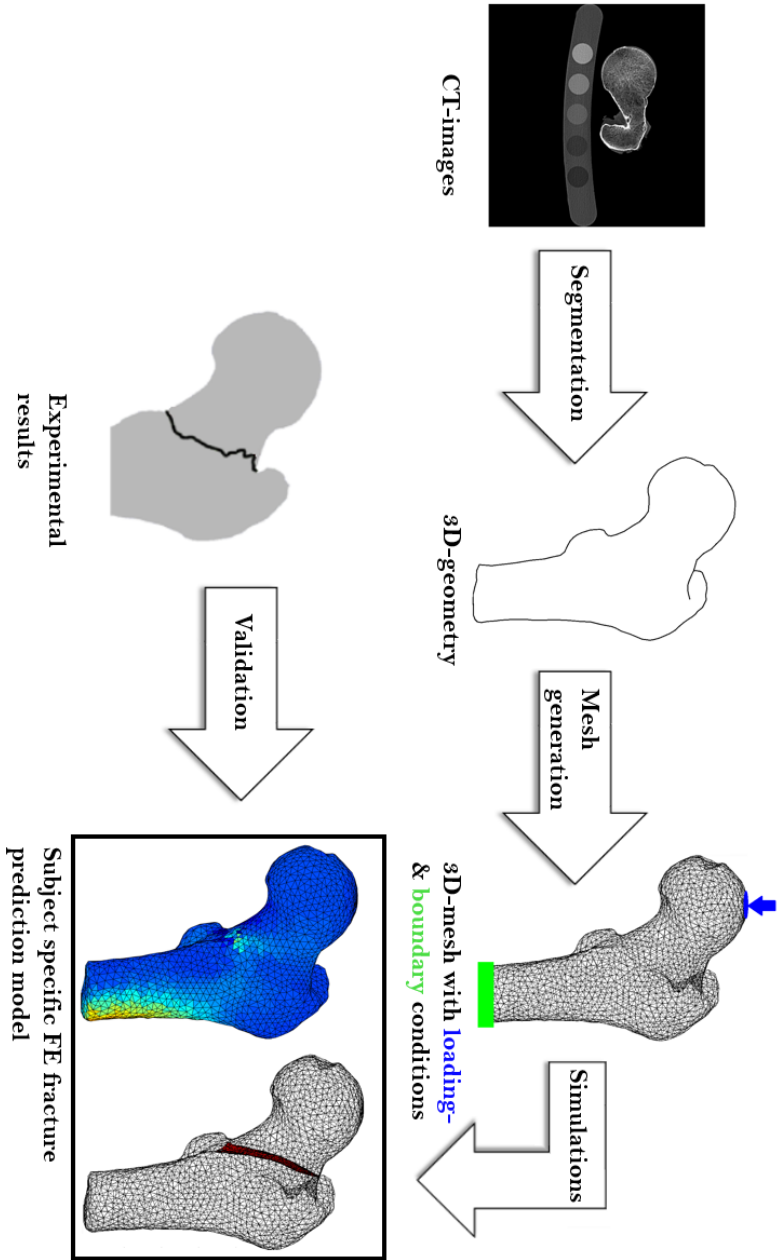 CT-images
Segmentation
3D-geometry
Mesh
generation
3D-mesh with loading-
& boundary conditions
Simulations
Experimental
results
Validation
Subject specific FE fracture
prediction model